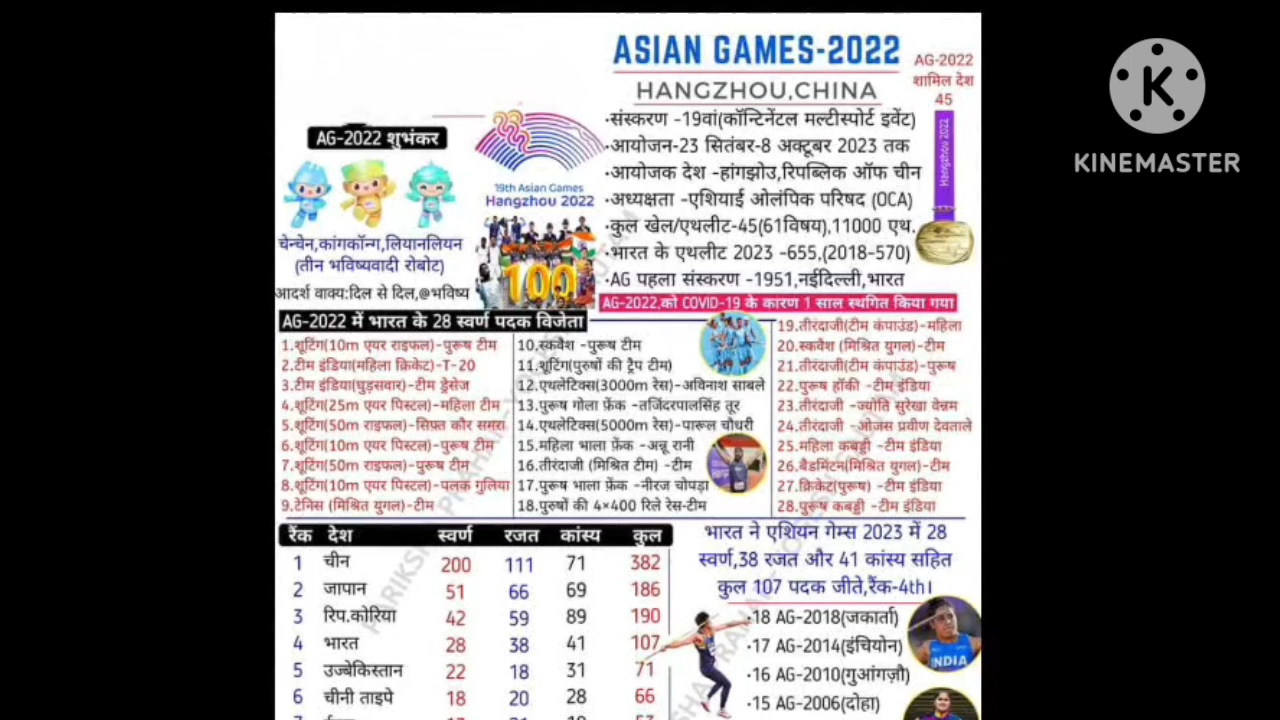 ASIAN GAMES-2022
HANGZHOU,CHINA
AG-2022
शामिल देश
45
Hangzhou 2022
K
KINEMASTER
·संस्करण -19वां(कॉन्टिनेंटल मल्टीस्पोर्ट इवेंट)
·आयोजन-23 सितंबर-8 अक्टूबर 2023 तक
·आयोजक देश -हांगझोउ,रिपब्लिक ऑफ चीन
·अध्यक्षता -एशियाई ओलंपिक परिषद (OCA)
·कुल खेल/एथलीट-45(61विषय),11000 एथ.
·भारत के एथलीट 2023 -655,(2018-570)
·AG पहला संस्करण -1951,नईदिल्ली,भारत
AG-2022,को COVID-19 के कारण 1 साल स्थगित किया गया
AG-2022 शुभंकर
19th Asian Games
Hangzhou 2022
100
चेन्चेन,कांगकॉन्ग,लियानलियन
(तीन भविष्यवादी रोबोट)
आदर्श वाक्य:दिल से दिल,@भविष्य
AG-2022 में भारत के 28 स्वर्ण पदक विजेता
1.शूटिंग(10m एयर राइफल)-पुरूष टीम
2.टीम इंडिया(महिला क्रिकेट)-T-20
3.टीम इंडिया(घुड़सवार)-टीम ड्रेसेज
4.शूटिंग(25m एयर पिस्टल)-महिला टीम
5.शूटिंग(50m राइफल)-सिफ़्त कौर समरा
6.शूटिंग(10m एयर पिस्टल)-पुरूष टीम
7.शूटिंग(50m राइफल)-पुरूष टीम
8.शूटिंग(10m एयर पिस्टल)-पलक गुलिया
9.टेनिस (मिश्रित युगल)-टीम
10.स्कवैश -पुरूष टीम
11.शूटिंग(पुरुषों की ट्रैप टीम)
12.एथलेटिक्स(3000m रेस)-अविनाश साबले
13.पुरूष गोला फ़ेंक -तजिंदरपालसिंह तूर
14.एथलेटिक्स(5000m रेस)-पारूल चौधरी
15.महिला भाला फ़ेंक -अन्नू रानी
16.तीरंदाजी (मिश्रित टीम) -टीम
17.पुरूष भाला फ़ेंक -नीरज चोपड़ा
18.पुरुषों की 4×400 रिले रेस-टीम
19.तीरंदाजी(टीम कंपाउंड)-महिला
20.स्कवैश (मिश्रित युगल)-टीम
21.तीरंदाजी(टीम कंपाउंड)-पुरूष
22.पुरूष हॉकी -टीम इंडिया
23.तीरंदाजी -ज्योति सुरेखा वेन्नम
24.तीरंदाजी -ओजस प्रवीण देवताले
25.महिला कबड्डी -टीम इंडिया
26.बैडमिंटन(मिश्रित युगल)-टीम
27.क्रिकेट(पुरूष) -टीम इंडिया
28.पुरूष कबड्डी -टीम इंडिया
रैंक देश स्वर्ण रजत कांस्य कुल
1 चीन 200 111 71 382
2 जापान 51 66 69 186
3 रिप.कोरिया 42 59 89 190
4 भारत 28 38 41 107
5 उज्बेकिस्तान 22 18 31 71
6 चीनी ताइपे 18 20 28 66
भारत ने एशियन गेम्स 2023 में 28
स्वर्ण,38 रजत और 41 कांस्य सहित
कुल 107 पदक जीते,रैंक-4th।
·18 AG-2018(जकार्ता)
·17 AG-2014(इंचियोन)
·16 AG-2010(गुआंगज़ौ)
·15 AG-2006(दोहा)
INDIA